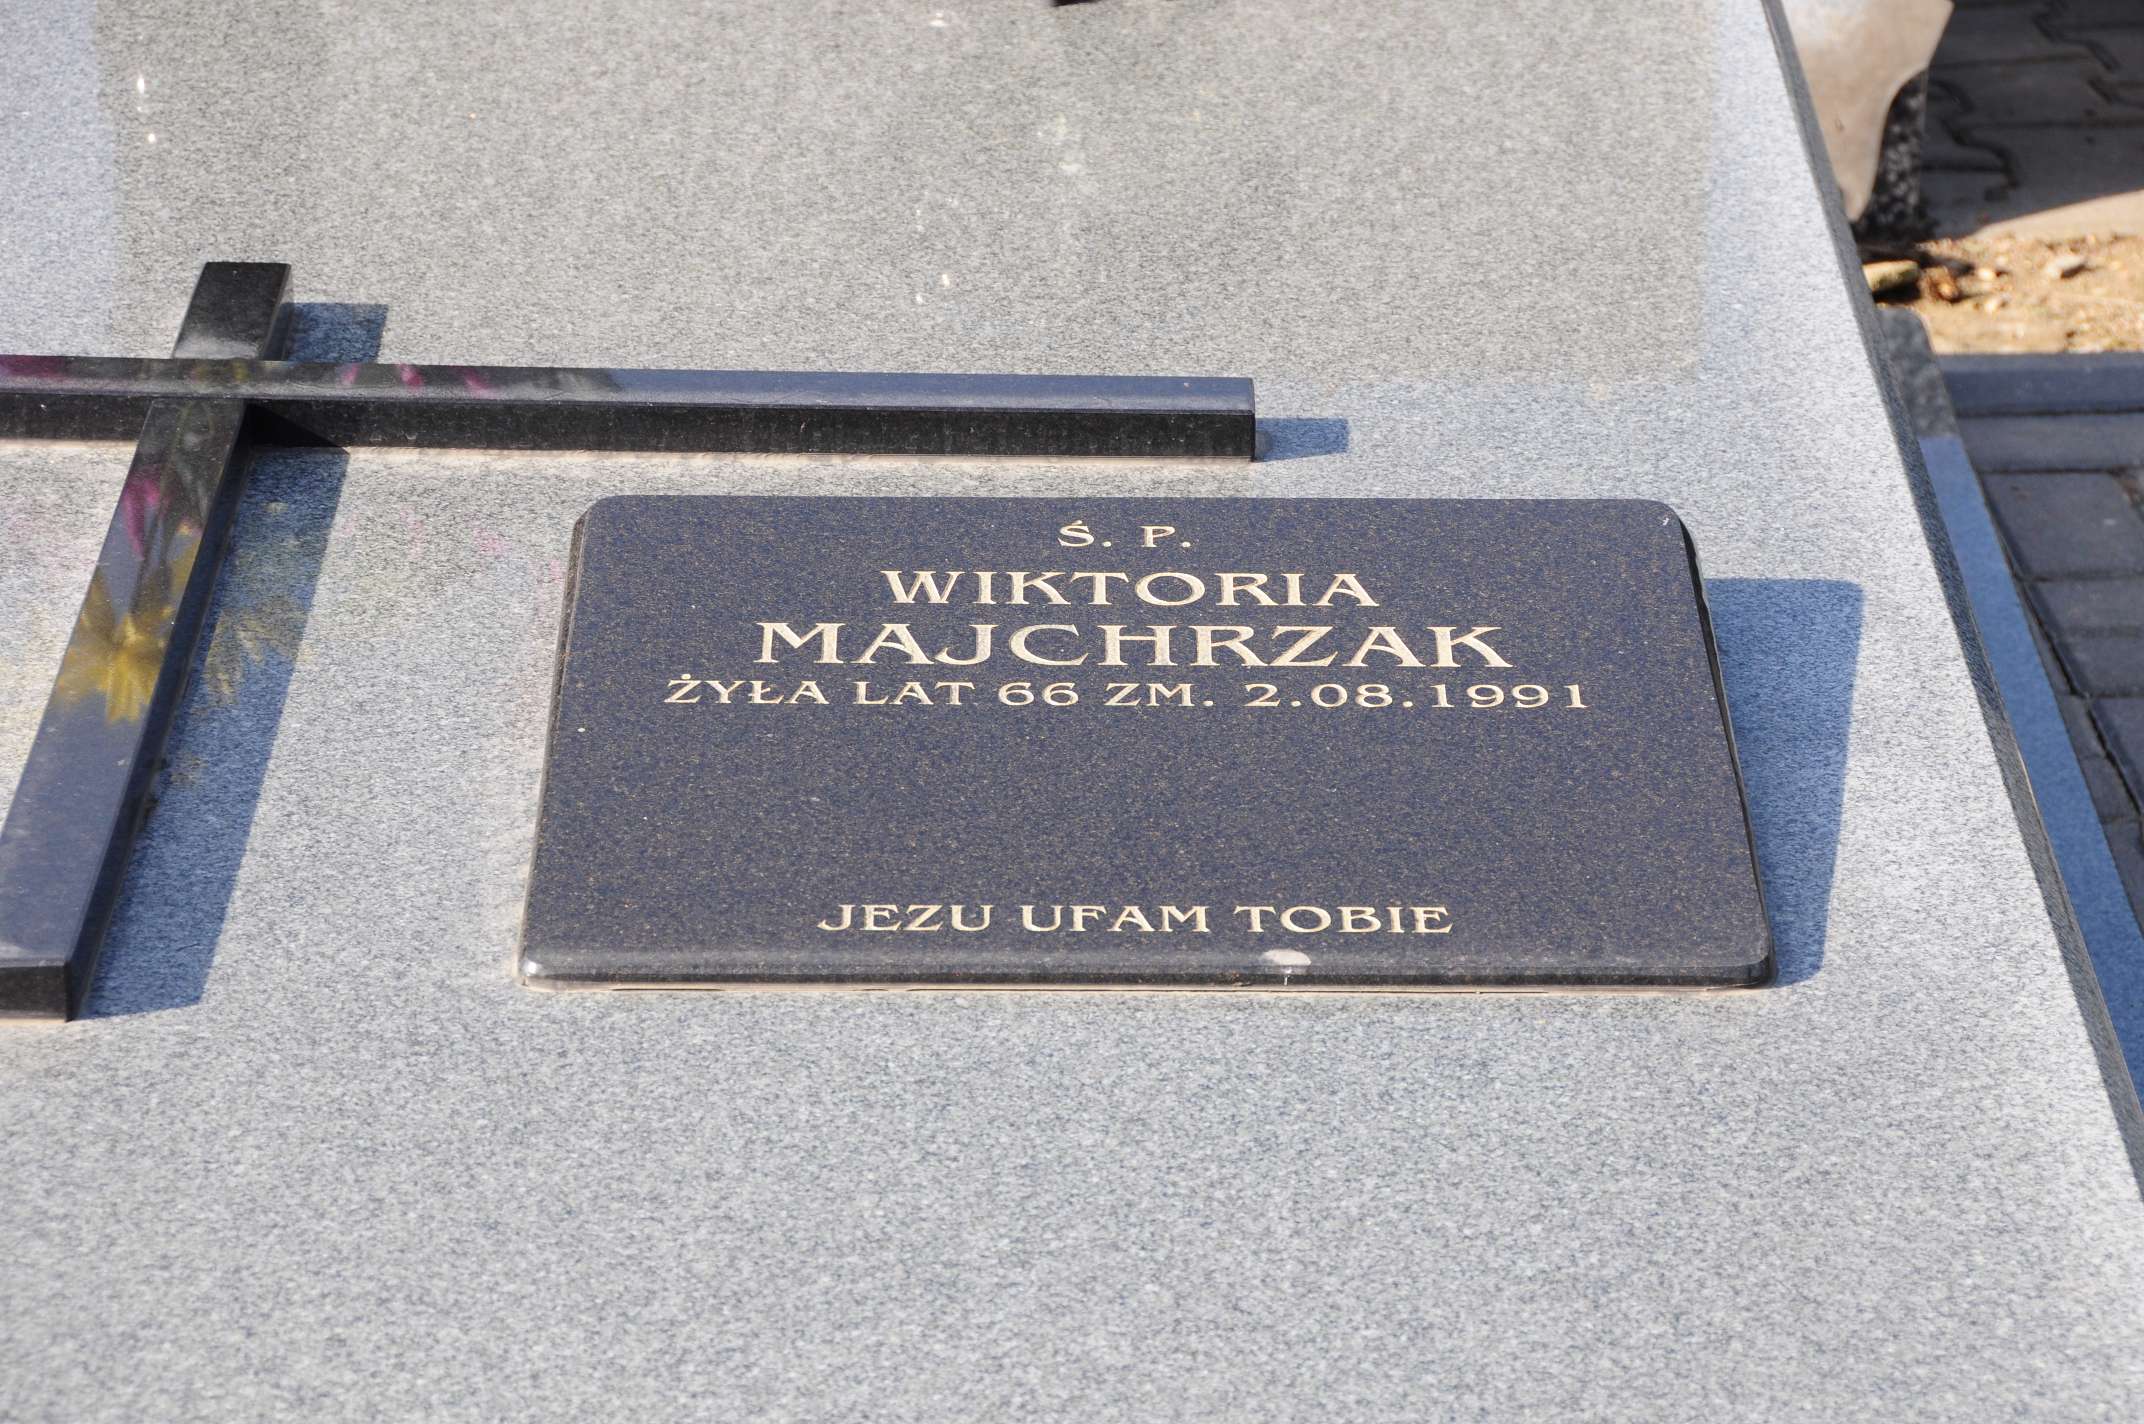 Ś. P.
WIKTORIA
MAJCHRZAK
ŻYŁA LAT 66 ZM. 2.08.1991
JEZU UFAM TOBIE